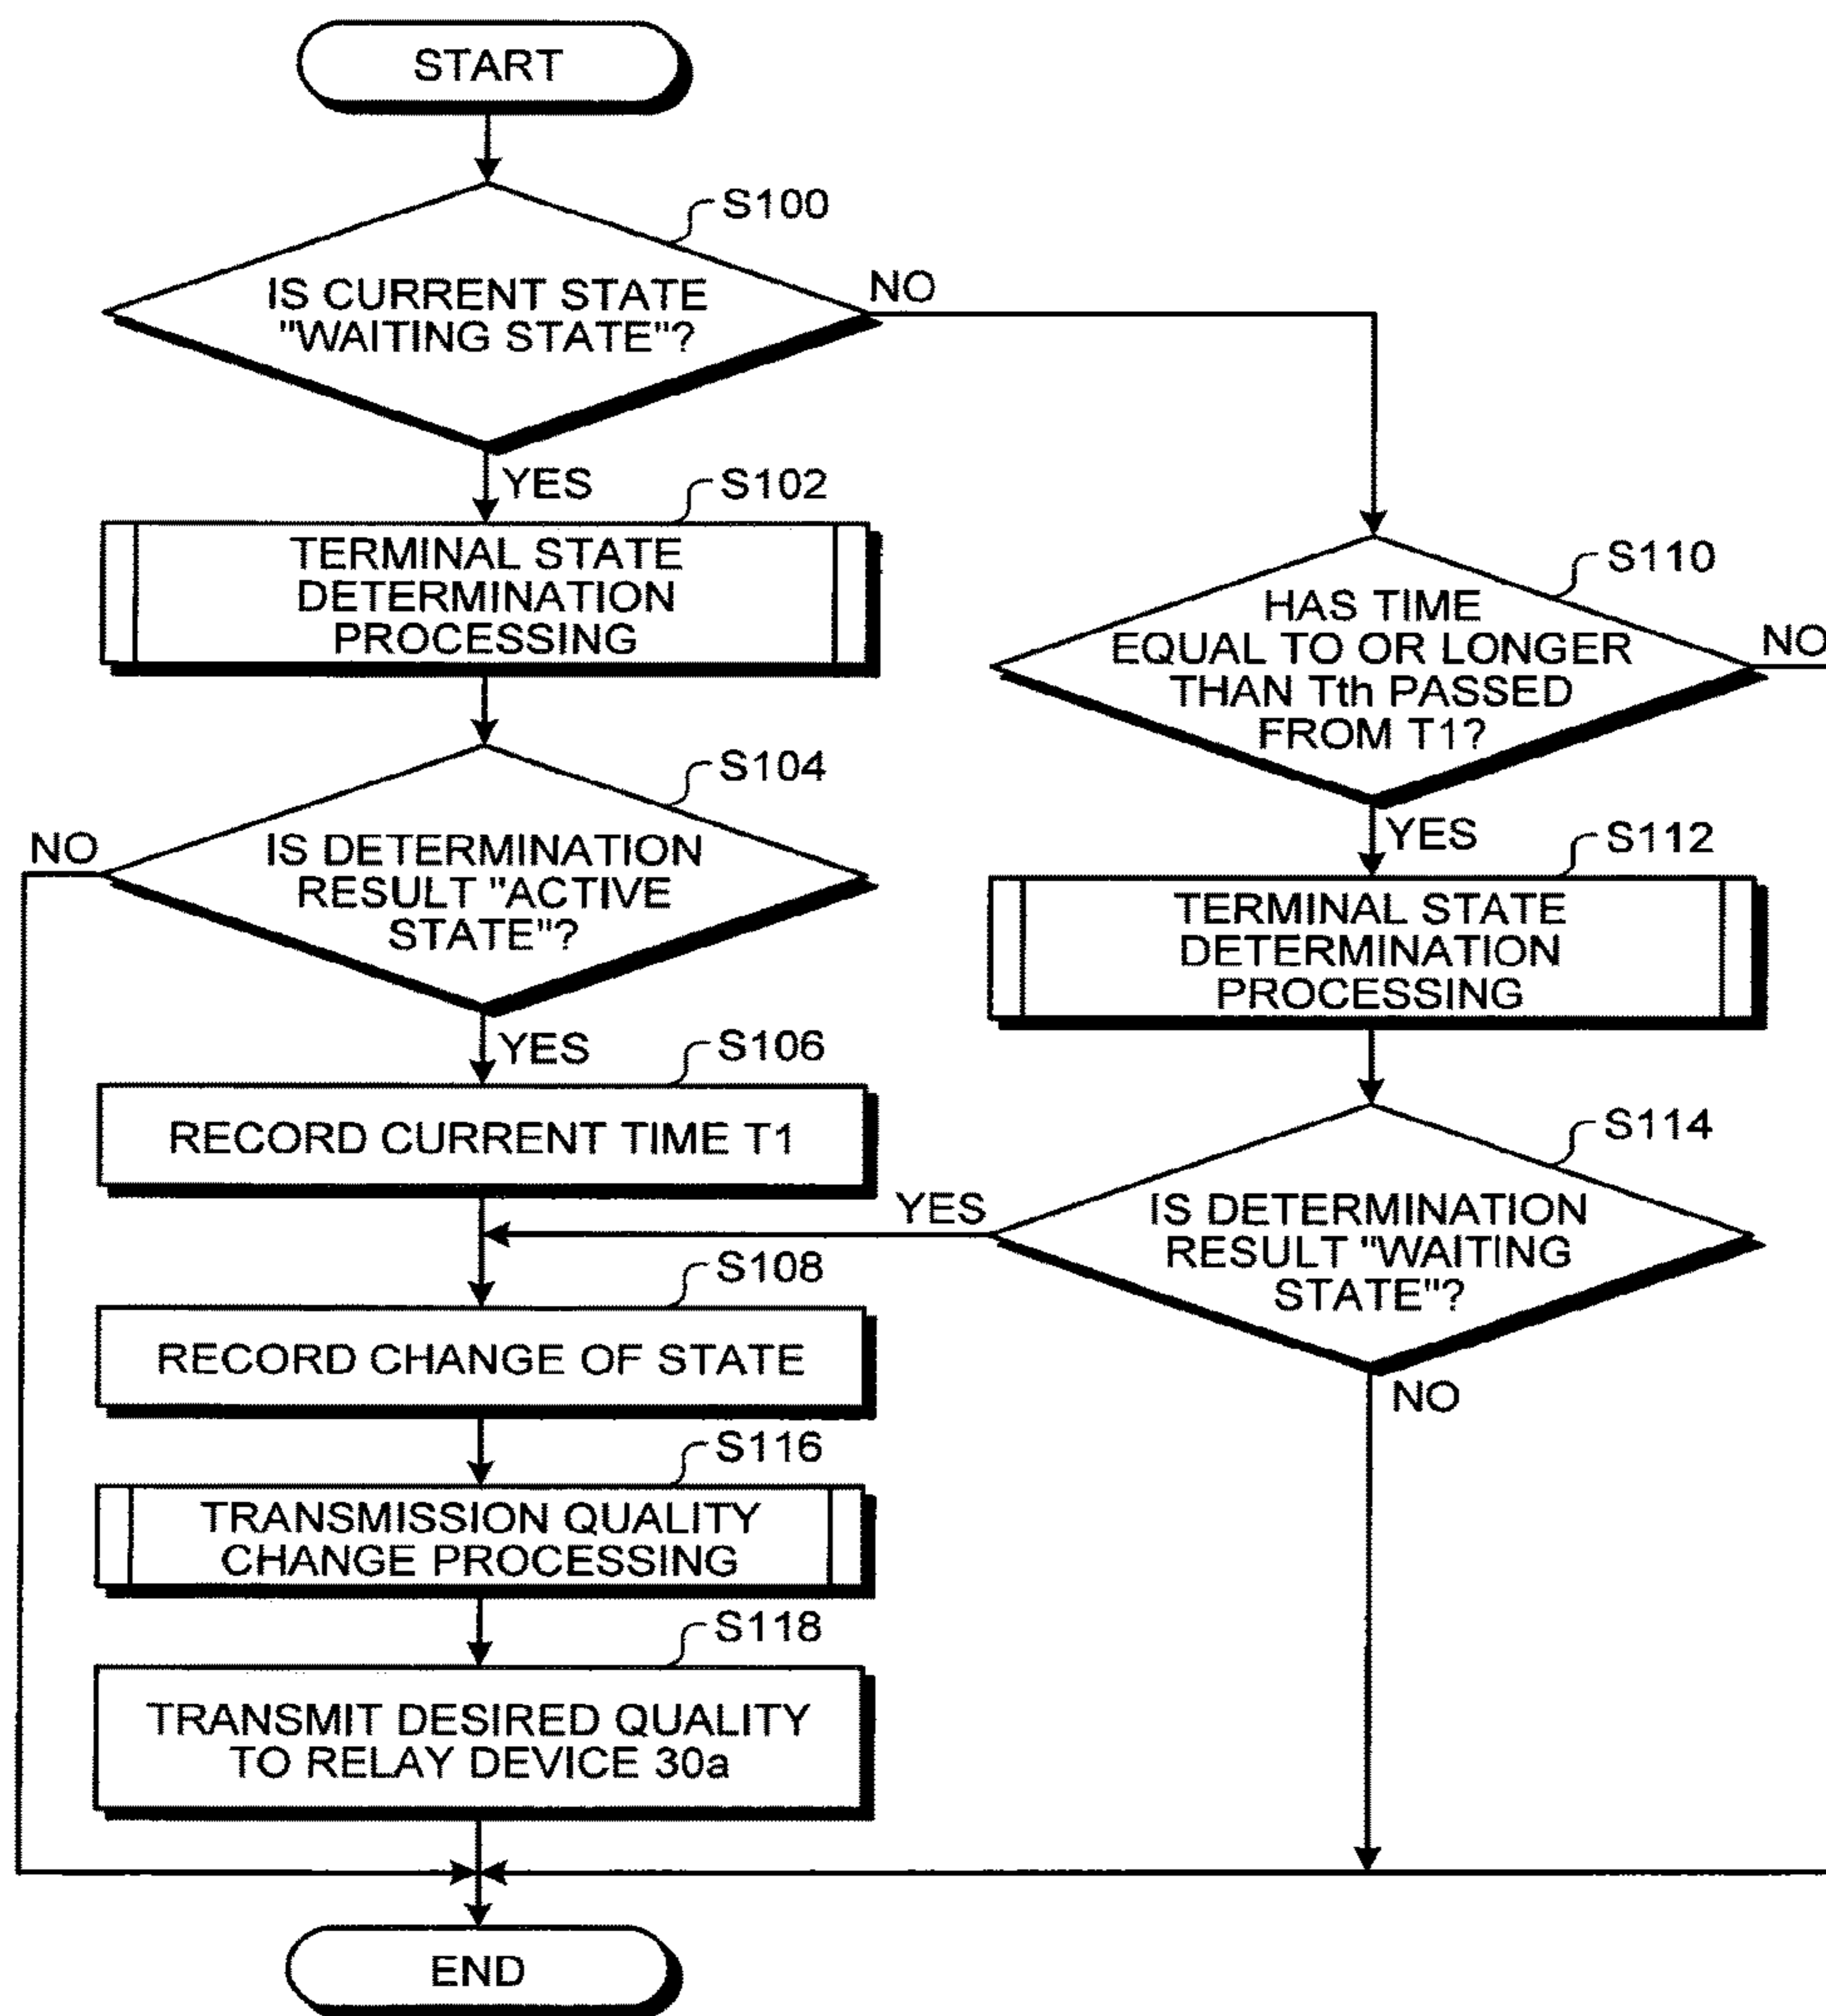 START
S100
IS CURRENT STATE
"WAITING STATE"?
NO
YES
S102
TERMINAL STATE
DETERMINATION
PROCESSING
S110
HAS TIME
EQUAL TO OR LONGER
THAN Tth PASSED
FROM T1?
NO
YES
S104
IS DETERMINATION
RESULT "ACTIVE
STATE"?
NO
YES
S112
TERMINAL STATE
DETERMINATION
PROCESSING
S106
RECORD CURRENT TIME T1
S114
IS DETERMINATION
RESULT "WAITING
STATE"?
YES
NO
S108
RECORD CHANGE OF STATE
S116
TRANSMISSION QUALITY
CHANGE PROCESSING
S118
TRANSMIT DESIRED QUALITY
TO RELAY DEVICE 30a
END